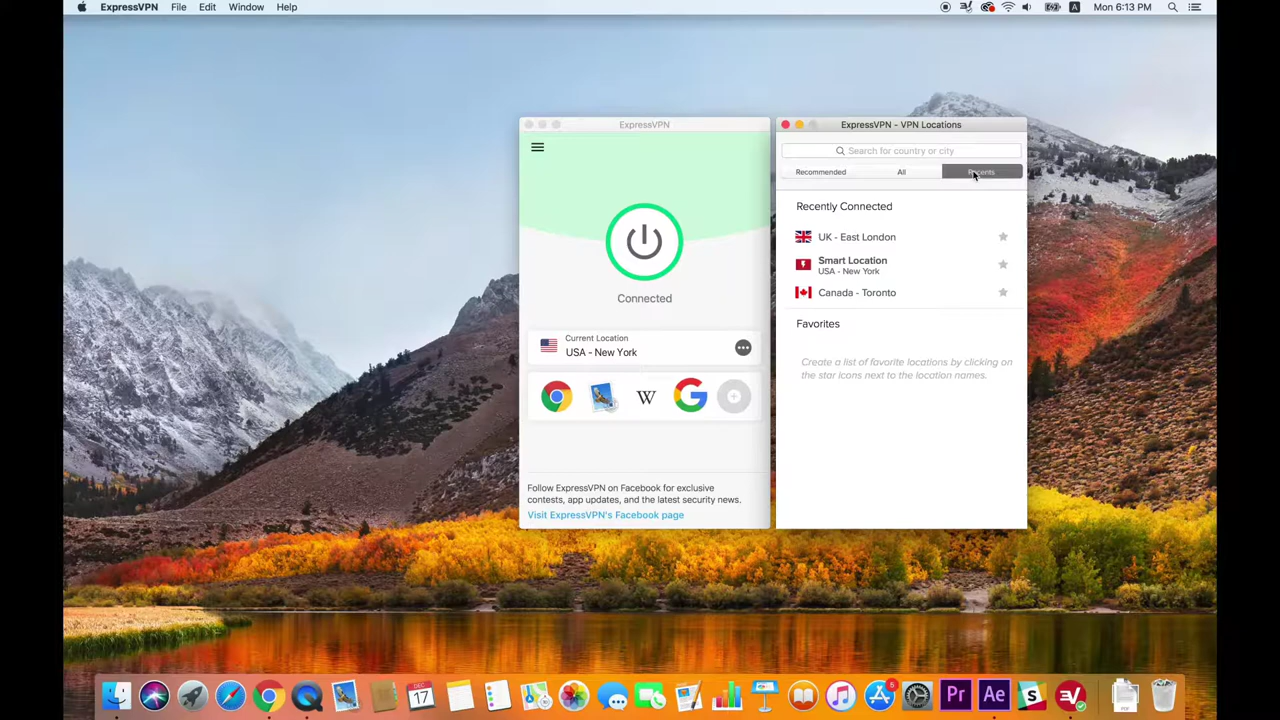 ExpressVPN File Edit Window Help
A Mon 6:13 PM
ExpressVPN
Connected
Current Location
USA - New York
W
Follow ExpressVPN on Facebook for exclusive
contests, app updates, and the latest security news.
Visit ExpressVPN's Facebook page
ExpressVPN - VPN Locations
Search for country or city
Recommended All Recents
Recently Connected
UK - East London
Smart Location
USA - New York
Canada - Toronto
Favorites
Create a list of favorite locations by clicking on
the star icons next to the location names.
DEC
17
6
Pr Ae S
PDF